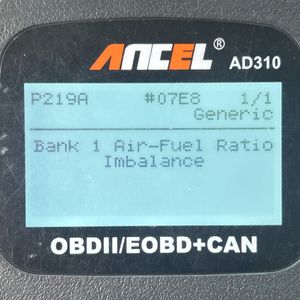 ANCEL®
AD310
P219A #07E8 1/1
Generic
Bank 1 Air-Fuel Ratio
Imbalance
OBDII/EOBD+CAN